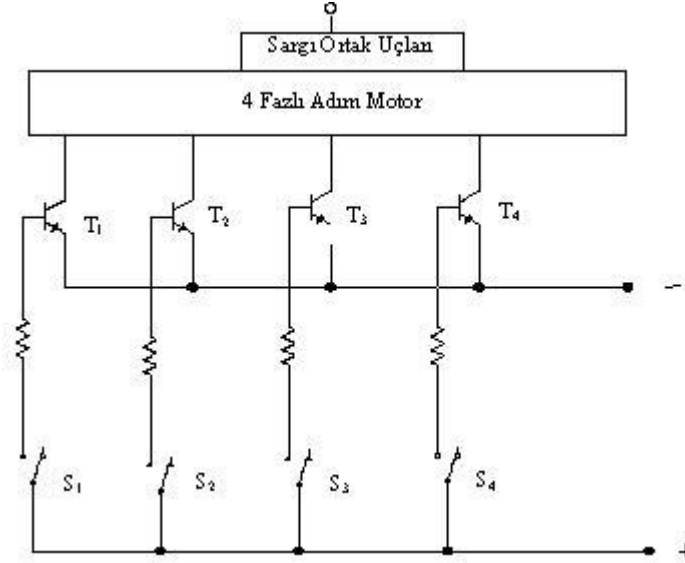 Sargı Ortak Uçları
4 Fazlı Adım Motor
T₁ T₂ T₃ T₄
−
S₁ S₂ S₃ S₄
+